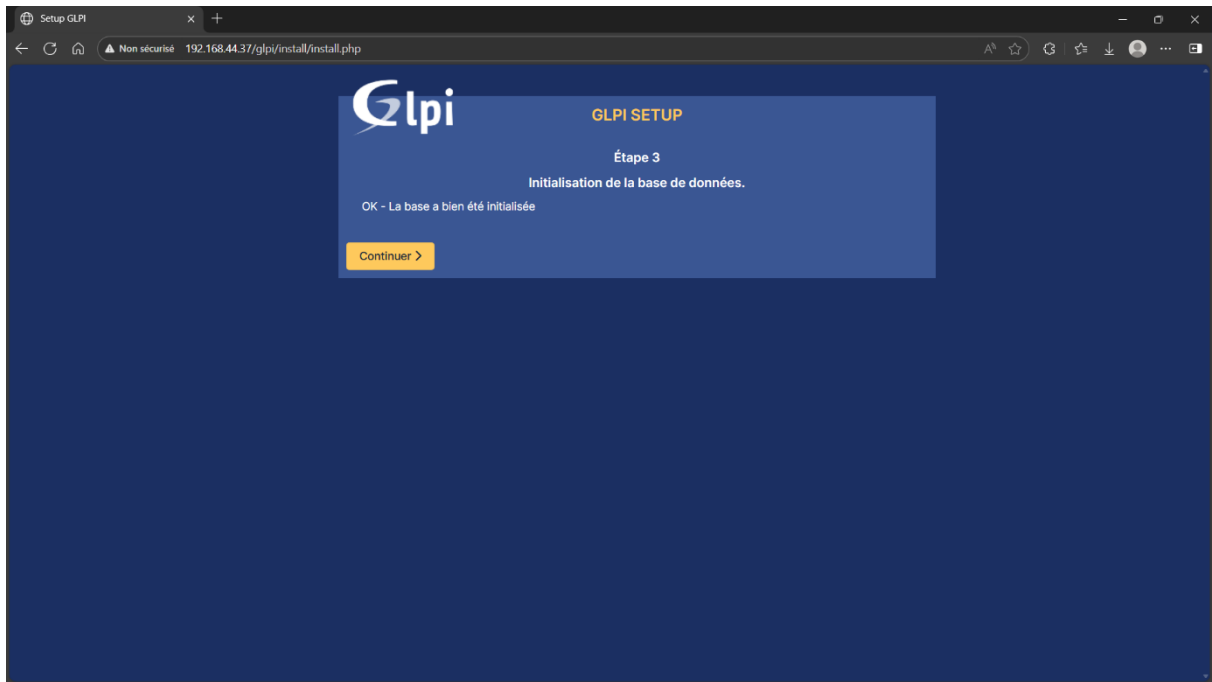 Setup GLPI
Non sécurisé 192.168.44.37/glpi/install/install.php
Glpi
GLPI SETUP
Étape 3
Initialisation de la base de données.
OK - La base a bien été initialisée
Continuer